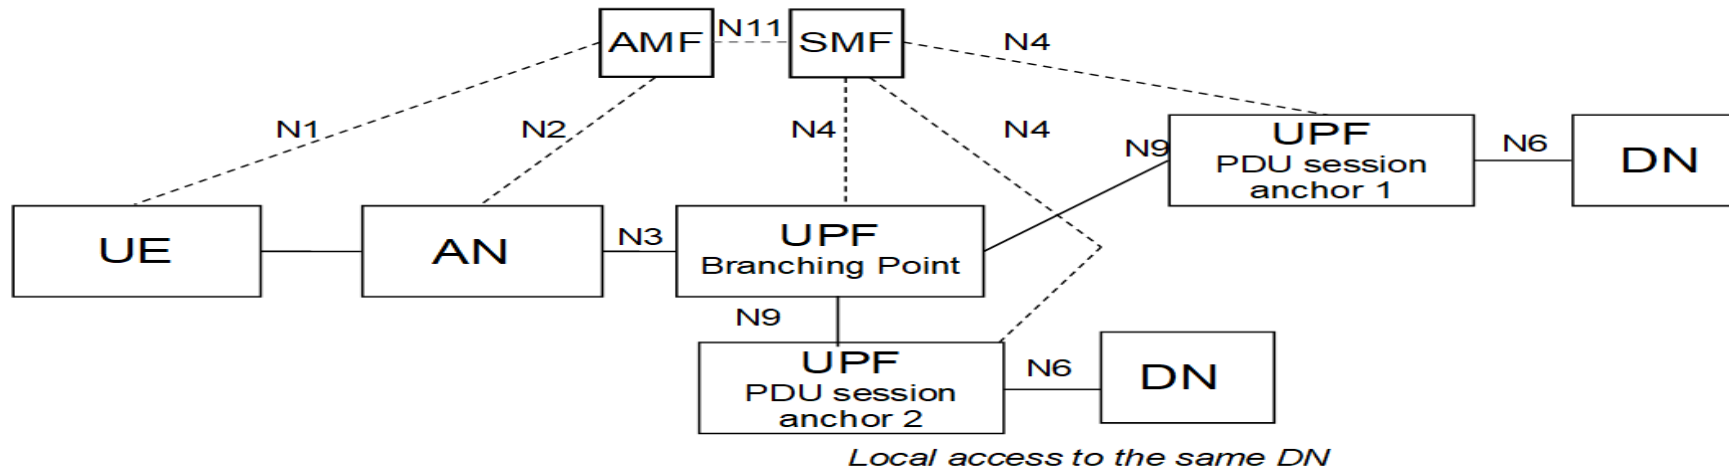 AMF
N11
SMF
N4
N1
N2
N4
N4
N9
UPF
PDU session
anchor 1
N6
DN
UE
AN
N3
UPF
Branching Point
N9
UPF
PDU session
anchor 2
N6
DN
Local access to the same DN